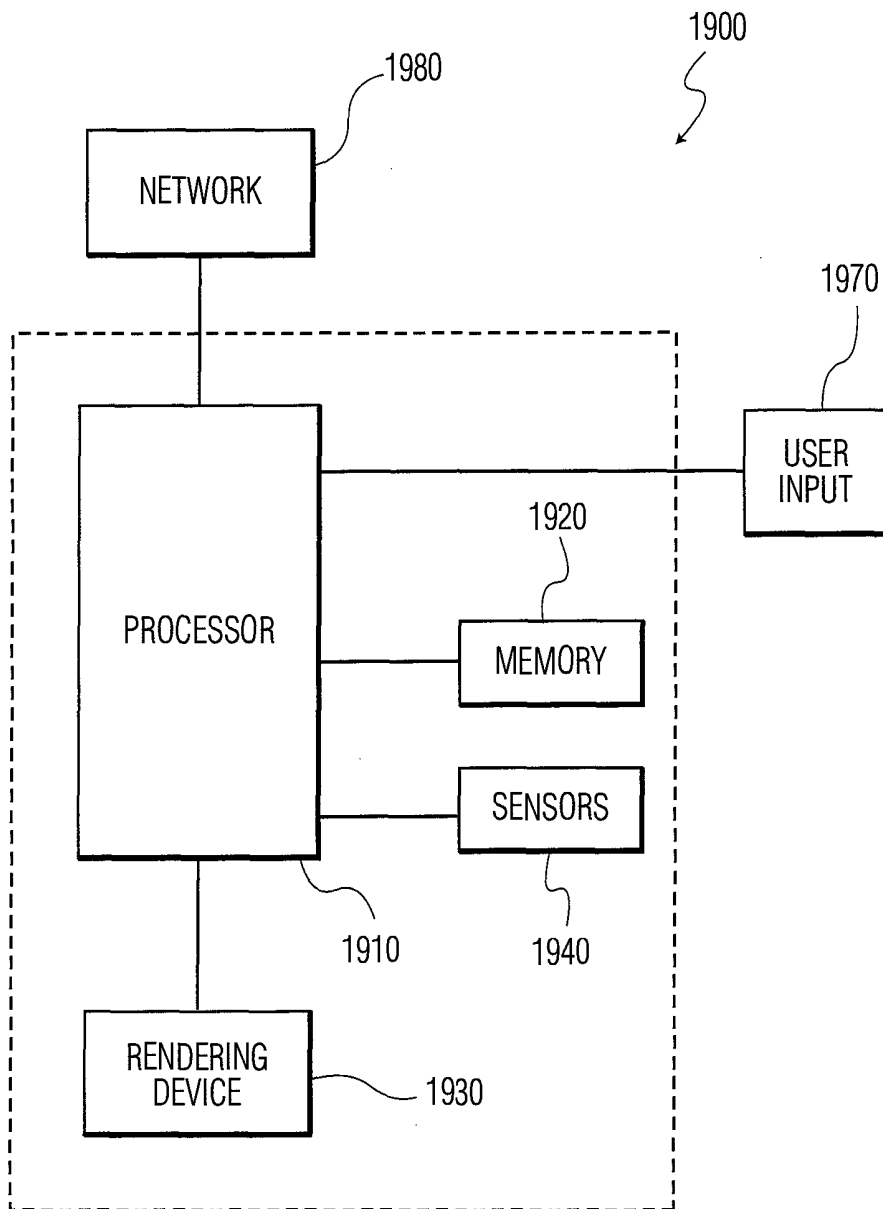 1900
1980
NETWORK
1970
USER
INPUT
1920
PROCESSOR
MEMORY
SENSORS
1910
1940
RENDERING
DEVICE
1930